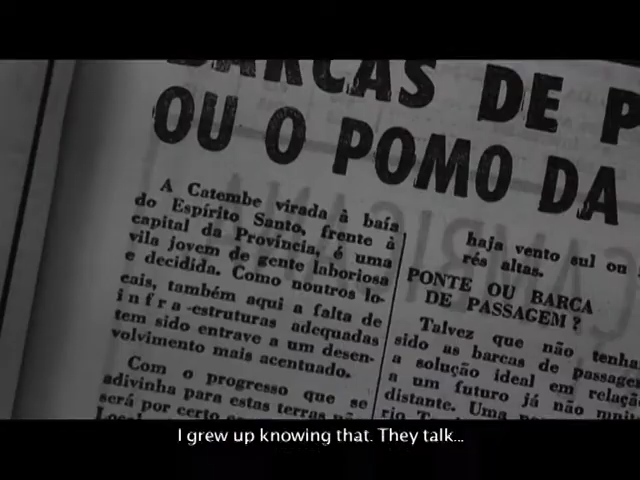 BARCAS DE P
OU O POMO DA
A Catembe virada à baía
do Espírito Santo, frente à
capital da Província, é uma
vila jovem de gente laboriosa
e decidida. Como noutros lo-
cais, também aqui a falta de
infra-estruturas adequadas
tem sido entrave a um desen-
volvimento mais acentuado.
Com o progresso que se
adivinha para estas terras
será por certo
haja vento sul ou
rés altas.
PONTE OU BARCA
DE PASSAGEM?
Talvez que não tenha
sido as barcas de passage
a solução ideal em relaçã
a um futuro já não muit
distante. Uma
I grew up knowing that. They talk...